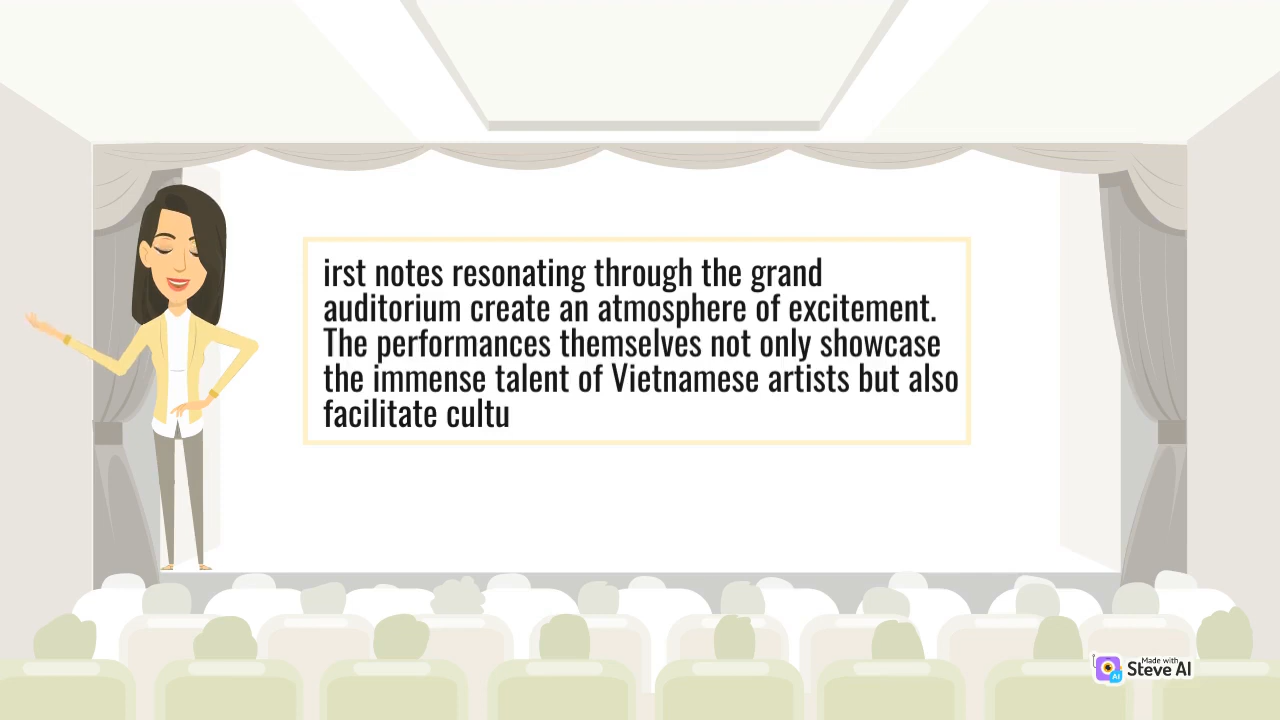 irst notes resonating through the grand
auditorium create an atmosphere of excitement.
The performances themselves not only showcase
the immense talent of Vietnamese artists but also
facilitate cultu
Made with
Steve AI
AI